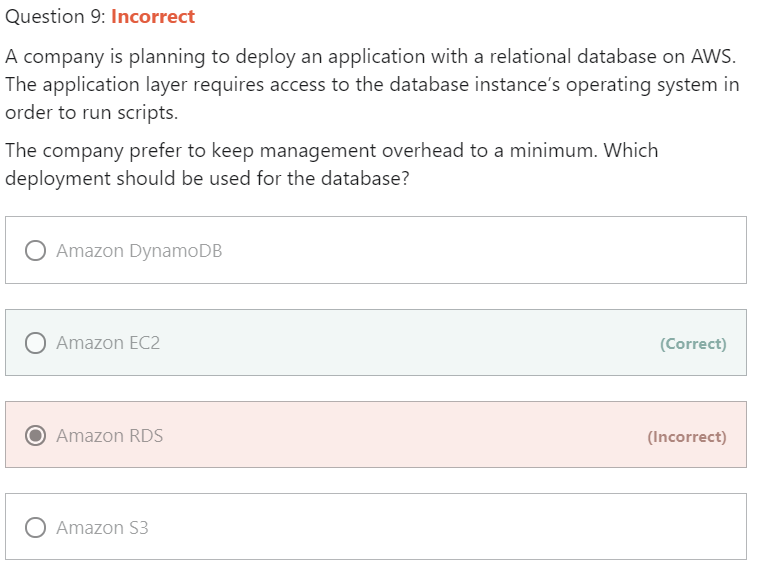 Question 9: Incorrect
A company is planning to deploy an application with a relational database on AWS.
The application layer requires access to the database instance’s operating system in
order to run scripts.
The company prefer to keep management overhead to a minimum. Which
deployment should be used for the database?
Amazon DynamoDB
Amazon EC2 (Correct)
Amazon RDS (Incorrect)
Amazon S3